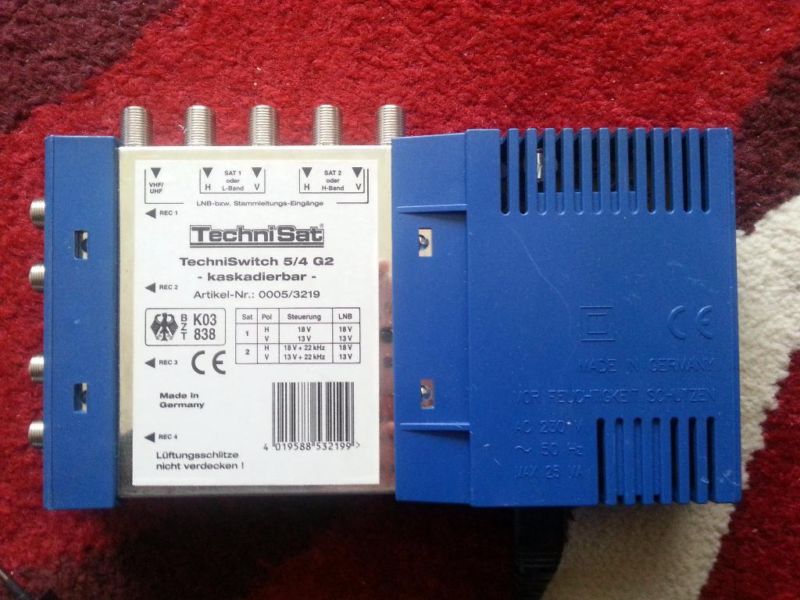 VHF/
UHF
SAT 1
oder
H L-Band V
SAT 2
oder
H H-Band V
LNB-bzw. Stammleitungs-Eingänge
REC 1
TechniSat
TechniSwitch 5/4 G2
- kaskadierbar -
REC 2
Artikel-Nr.: 0005/3219
BZT K03
838
Sat Pol Steuerung LNB
1 H 18 V 18 V
V 13 V 13 V
2 H 18 V + 22 kHz 18 V
V 13 V + 22 kHz 13 V
REC 3
CE
Made in
Germany
REC 4
4 019588 532199 >
Lüftungsschlitze
nicht verdecken !
CE
MADE IN GERMANY
VOR FEUCHTIGKEIT SCHÜTZEN
AC 230 V
~ 50 Hz
MAX 25 VA